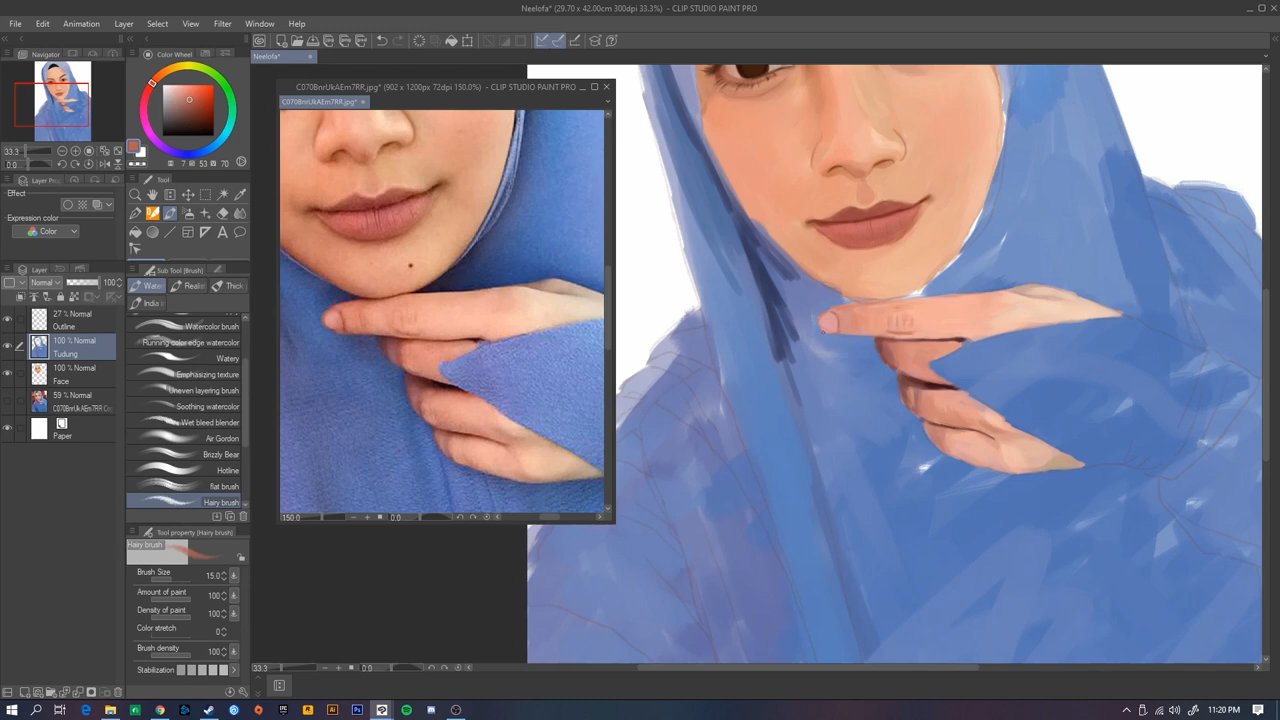 Neelofa* (29.70 x 42.00cm 300dpi 33.3%) - CLIP STUDIO PAINT PRO
File Edit Animation Layer Select View Filter Window Help
Navigator
Color Wheel
Neelofa*
C070BnrUkAEm7RR.jpg* (902 x 1200px 72dpi 150.0%) - CLIP STUDIO PAINT PRO
C070BnrUkAEm7RR.jpg*
33.3
0.0
H 7 S 53 V 70
Layer Pro
Tool
Effect
Expression color
Color
Layer
Sub Tool (Brush)
Normal 100
Water Realis Thick
India
27 % Normal
Outline
100 % Normal
Tudung
100 % Normal
Face
59 % Normal
C070BnrUkAEm7RR Co
Paper
Watercolor brush
Running color edge watercolor
Watery
Emphasizing texture
Uneven layering brush
Soothing watercolor
Wet bleed blender
Air Gordon
Brizzly Bear
Hotline
flat brush
Hairy brush
Tool property (Hairy brush)
Hairy brush
Brush Size 15.0
Amount of paint 100
Density of paint 100
Color stretch 0
Brush density 100
Stabilization
150.0 0.0
33.3 0.0
11:20 PM